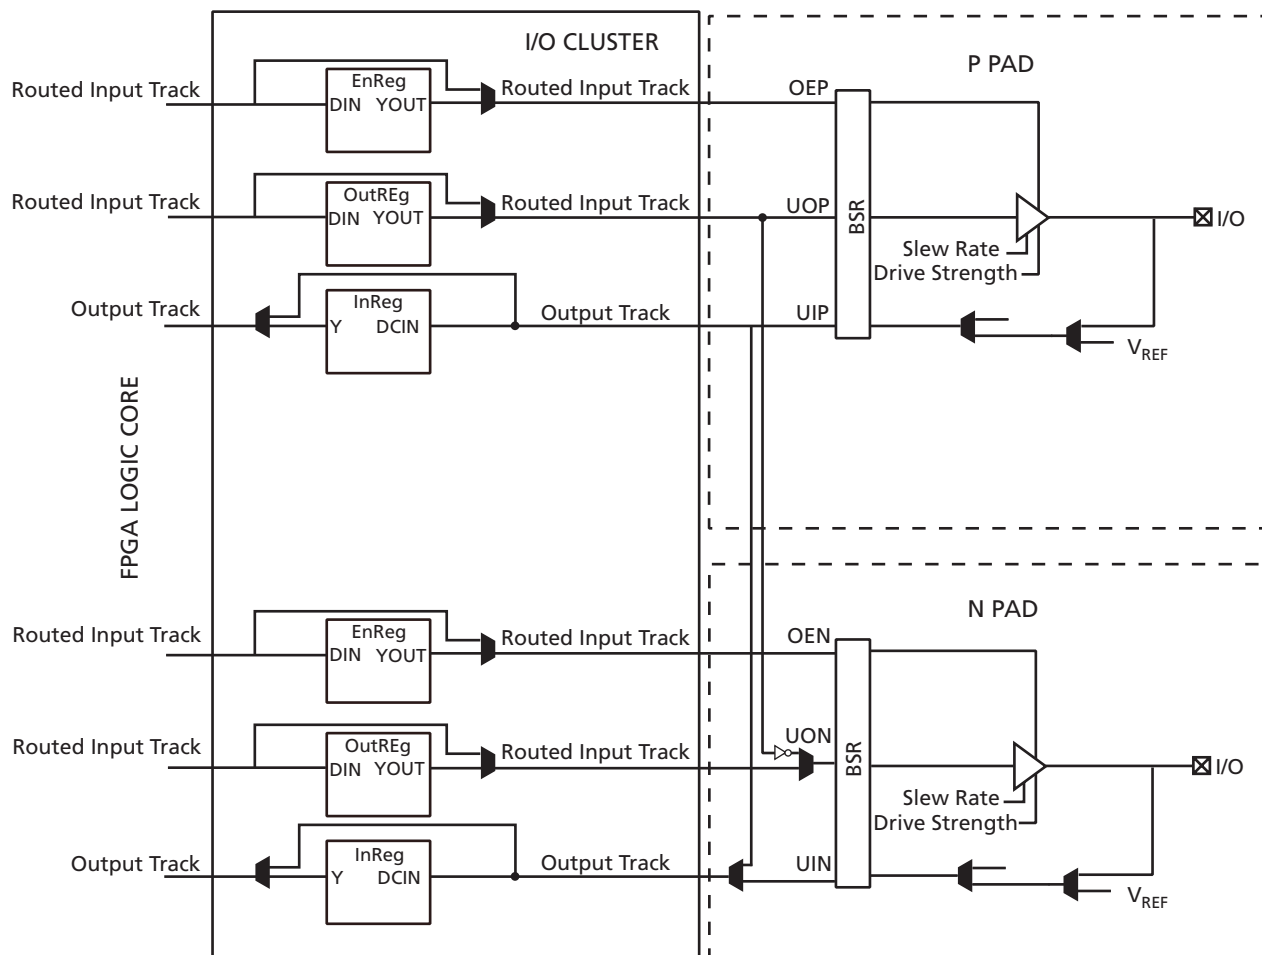 I/O CLUSTER
P PAD
Routed Input Track
EnReg
DIN YOUT
Routed Input Track
OEP
Routed Input Track
OutREg
DIN YOUT
Routed Input Track
UOP
BSR
I/O
Slew Rate
Drive Strength
Output Track
InReg
Y DCIN
Output Track
UIP
VREF
FPGA LOGIC CORE
N PAD
Routed Input Track
EnReg
DIN YOUT
Routed Input Track
OEN
Routed Input Track
OutREg
DIN YOUT
Routed Input Track
UON
BSR
I/O
Slew Rate
Drive Strength
Output Track
InReg
Y DCIN
Output Track
UIN
VREF